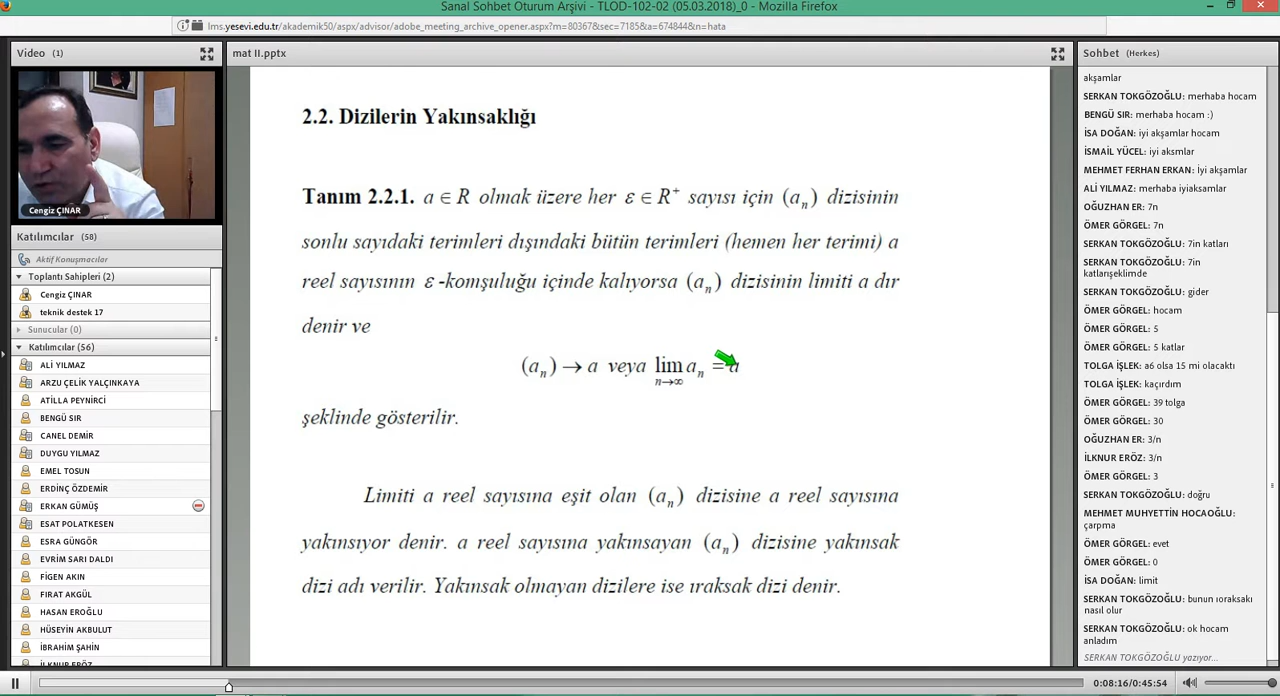 Sanal Sohbet Oturum Arşivi - TLOD-102-02 (05.03.2018)_0 - Mozilla Firefox
lms.yesevi.edu.tr/akademik50/aspx/advisor/adobe_meeting_archive_opener.aspx?m=80367&sec=7185&a=674844&n=hata
Video (1)
Cengiz ÇINAR
Katılımcılar (58)
Aktif Konuşmacılar
Toplantı Sahipleri (2)
Cengiz ÇINAR
teknik destek 17
Sunucular (0)
Katılımcılar (56)
ALİ YILMAZ
ARZU ÇELİK YALÇINKAYA
ATİLLA PEYNİRCİ
BENGÜ SIR
CANEL DEMİR
DUYGU YILMAZ
EMEL TOSUN
ERDİNÇ ÖZDEMİR
ERKAN GÜMÜŞ
ESAT POLATKESEN
ESRA GÜNGÖR
EVRİM SARI DALDI
FİGEN AKIN
FIRAT AKGÜL
HASAN EROĞLU
HÜSEYİN AKBULUT
İBRAHİM ŞAHİN
İLKNUR ERÖZ
mat II.pptx
2.2. Dizilerin Yakınsaklığı
Tanım 2.2.1. a ∈ R olmak üzere her ε ∈ R⁺ sayısı için (aₙ) dizisinin
sonlu sayıdaki terimleri dışındaki bütün terimleri (hemen her terimi) a
reel sayısının ε -komşuluğu içinde kalıyorsa (aₙ) dizisinin limiti a dır
denir ve
(aₙ) → a veya lim aₙ = a
n→∞
şeklinde gösterilir.
Limiti a reel sayısına eşit olan (aₙ) dizisine a reel sayısına
yakınsıyor denir. a reel sayısına yakınsayan (aₙ) dizisine yakınsak
dizi adı verilir. Yakınsak olmayan dizilere ise ıraksak dizi denir.
Sohbet (Herkes)
akşamlar
SERKAN TOKGÖZOĞLU: merhaba hocam
BENGÜ SIR: merhaba hocam :)
İSA DOĞAN: iyi akşamlar hocam
İSMAİL YÜCEL: iyi aksmlar
MEHMET FERHAN ERKAN: İyi akşamlar
ALİ YILMAZ: merhaba iyiaksamlar
OĞUZHAN ER: 7n
ÖMER GÖRGEL: 7n
SERKAN TOKGÖZOĞLU: 7in katları
SERKAN TOKGÖZOĞLU: 7in
katlarışeklimde
SERKAN TOKGÖZOĞLU: gider
ÖMER GÖRGEL: hocam
ÖMER GÖRGEL: 5
ÖMER GÖRGEL: 5 katlar
TOLGA İŞLEK: a6 olsa 15 mi olacaktı
TOLGA İŞLEK: kaçırdım
ÖMER GÖRGEL: 39 tolga
ÖMER GÖRGEL: 30
OĞUZHAN ER: 3/n
İLKNUR ERÖZ: 3/n
ÖMER GÖRGEL: 3
SERKAN TOKGÖZOĞLU: doğru
MEHMET MUHYETTİN HOCAOĞLU:
çarpma
ÖMER GÖRGEL: evet
ÖMER GÖRGEL: 0
İSA DOĞAN: limit
SERKAN TOKGÖZOĞLU: bunun ıoraksakı
nasıl olur
SERKAN TOKGÖZOĞLU: ok hocam
anladım
SERKAN TOKGÖZOĞLU yazıyor...
0:08:16/0:45:54